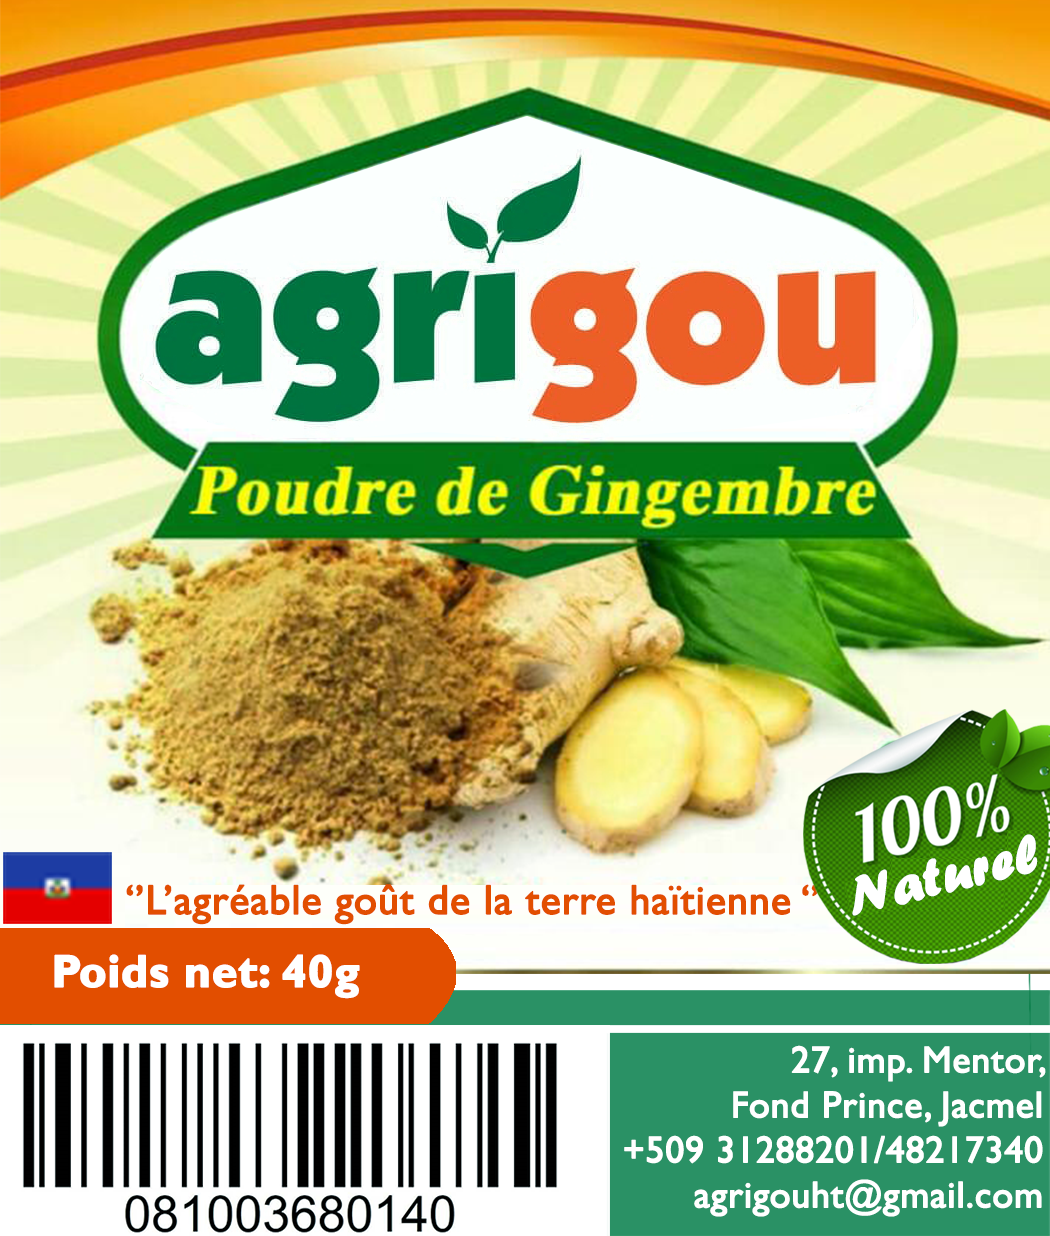 agrigou
Poudre de Gingembre
100%
Naturel
‘’L’agréable goût de la terre haïtienne ‘’
Poids net: 40g
27, imp. Mentor,
Fond Prince, Jacmel
+509 31288201/48217340
agrigouht@gmail.com
081003680140